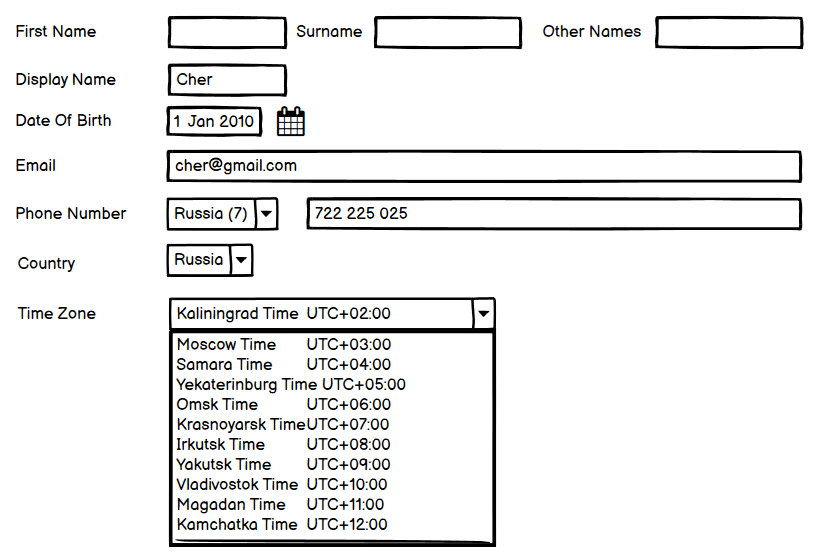 First Name Surname Other Names
Display Name Cher
Date Of Birth 1 Jan 2010
Email cher@gmail.com
Phone Number Russia (7) 722 225 025
Country Russia
Time Zone Kaliningrad Time UTC+02:00
Moscow Time UTC+03:00
Samara Time UTC+04:00
Yekaterinburg Time UTC+05:00
Omsk Time UTC+06:00
Krasnoyarsk Time UTC+07:00
Irkutsk Time UTC+08:00
Yakutsk Time UTC+09:00
Vladivostok Time UTC+10:00
Magadan Time UTC+11:00
Kamchatka Time UTC+12:00